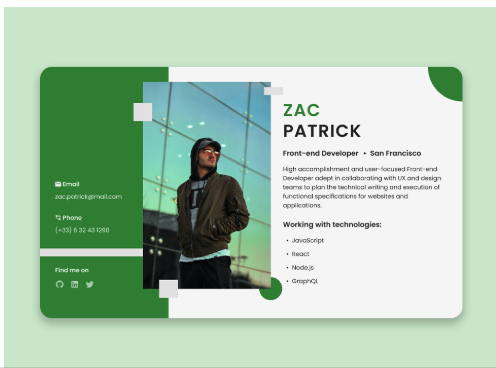 ZAC
PATRICK
Front-end Developer • San Francisco
High accomplishment and user-focused Front-end
Developer adept in collaborating with UX and design
teams to plan the technical writing and execution of
functional specifications for websites and
applications.
Working with technologies:
• JavaScript
• React
• Node.js
• GraphQL
Email
zac.patrick@mail.com
Phone
(+33) 6 32 43 1290
Find me on